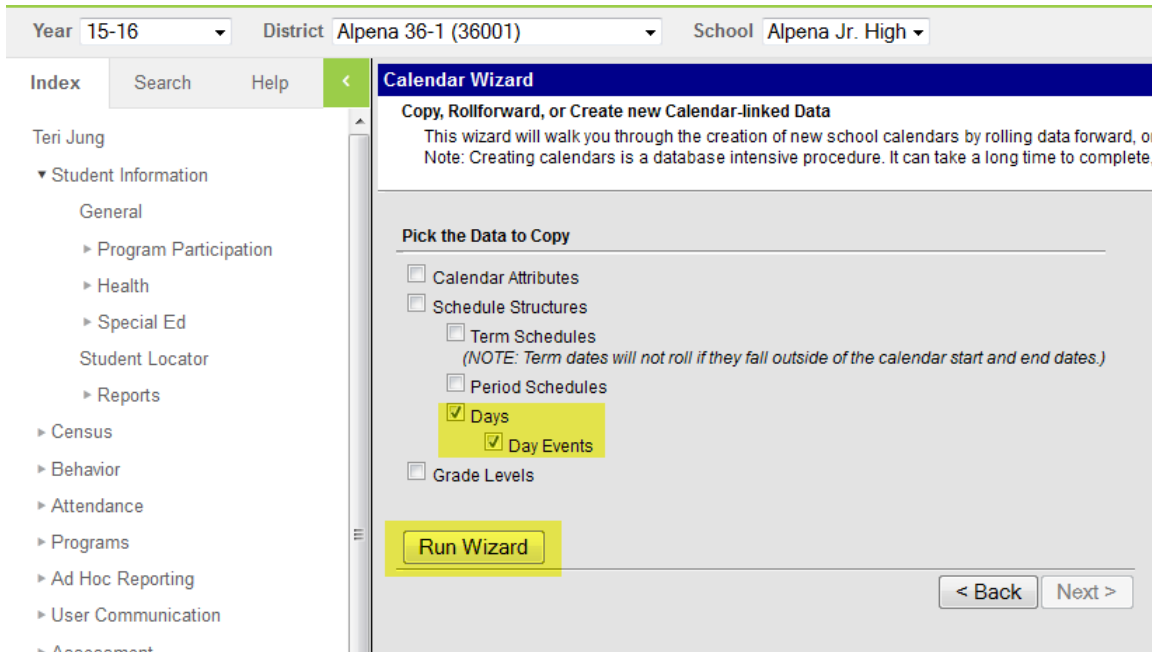 Year 15-16 District Alpena 36-1 (36001) School Alpena Jr. High
Index Search Help
Calendar Wizard
Copy, Rollforward, or Create new Calendar-linked Data
This wizard will walk you through the creation of new school calendars by rolling data forward, o
Note: Creating calendars is a database intensive procedure. It can take a long time to complete,
Teri Jung
Student Information
General
Program Participation
Health
Special Ed
Student Locator
Reports
Census
Behavior
Attendance
Programs
Ad Hoc Reporting
User Communication
Assessment
Pick the Data to Copy
Calendar Attributes
Schedule Structures
Term Schedules
(NOTE: Term dates will not roll if they fall outside of the calendar start and end dates.)
Period Schedules
Days
Day Events
Grade Levels
Run Wizard
< Back Next >